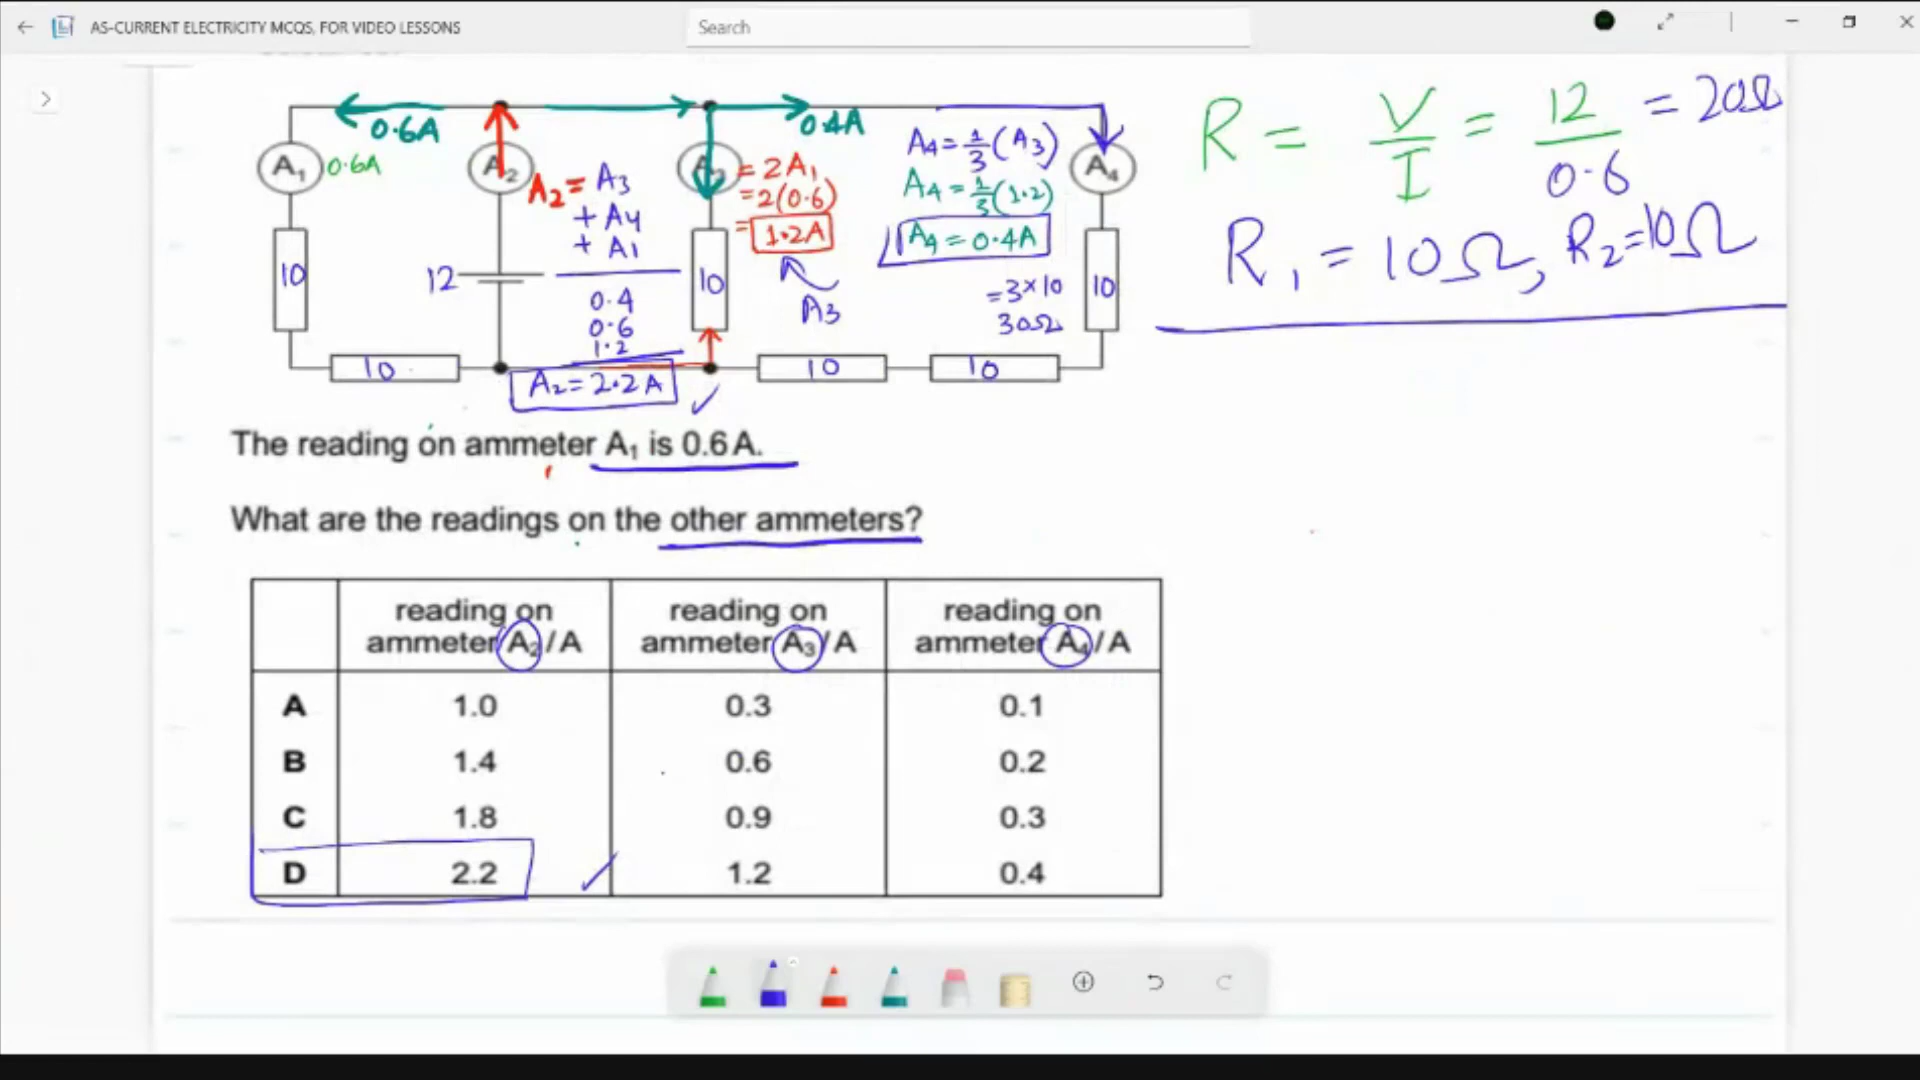 AS-CURRENT ELECTRICITY MCQS, FOR VIDEO LESSONS
Search
0.6A
0.4A
A₁ 0.6A
A₂
A₂ = A₃
+ A4
+ A1
= 2A₁
= 2(0.6)
= 1.2A
A3
A4 = 1/3 (A3)
A4 = 1/3 (1.2)
A4 = 0.4A
A₄
R = V/I = 12/0.6 = 20Ω
R₁ = 10Ω, R₂=10Ω
10
12
0.4
0.6
1.2
10
=3×10
30Ω
10
10
A₂ = 2.2A
10
10
The reading on ammeter A₁ is 0.6A.
What are the readings on the other ammeters?
reading on ammeter A₂/A
reading on ammeter A₃/A
reading on ammeter A₄/A
A 1.0 0.3 0.1
B 1.4 0.6 0.2
C 1.8 0.9 0.3
D 2.2 1.2 0.4